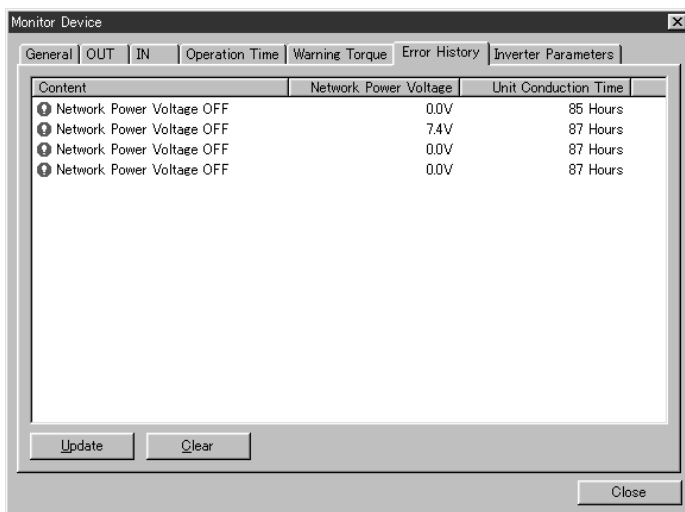 Monitor Device
General OUT IN Operation Time Warning Torque Error History Inverter Parameters
Content Network Power Voltage Unit Conduction Time
Network Power Voltage OFF 0.0V 85 Hours
Network Power Voltage OFF 7.4V 87 Hours
Network Power Voltage OFF 0.0V 87 Hours
Network Power Voltage OFF 0.0V 87 Hours
Update Clear
Close